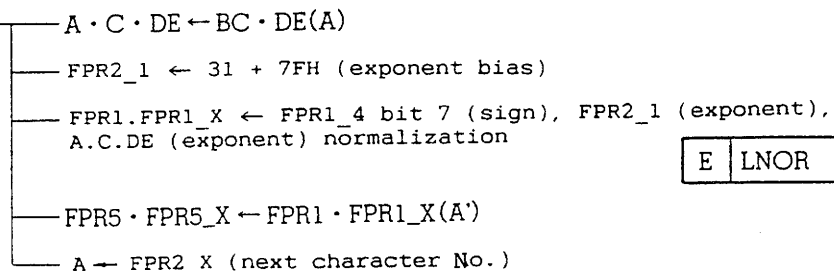 A · C · DE ← BC · DE(A)
FPR2_1 ← 31 + 7FH (exponent bias)
FPR1.FPR1_X ← FPR1_4 bit 7 (sign), FPR2_1 (exponent),
A.C.DE (exponent) normalization
E LNOR
FPR5 · FPR5_X ← FPR1 · FPR1_X(A')
A ← FPR2 X (next character No.)